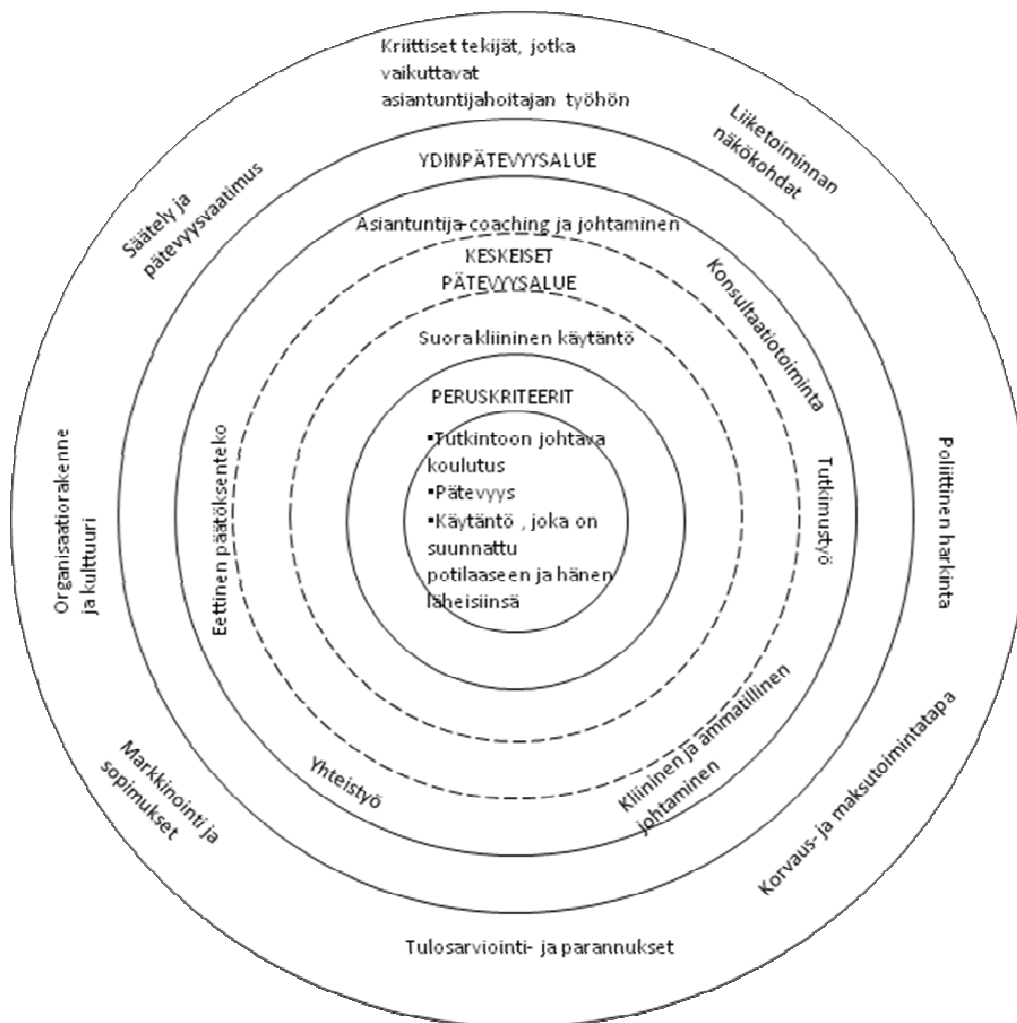 Kriittiset tekijät, jotka
vaikuttavat
asiantuntijahoitajan työhön
Liiketoiminnan
näkökohdat
YDINPÄTEVYYSALUE
Säätely ja
pätevyysvaatimus
Asiantuntija-coaching ja johtaminen
KESKEISET
PÄTEVYYSALUE
Konsultaatiotoiminta
Suora kliininen käytäntö
PERUSKRITEERIT
•Tutkintoon johtava
koulutus
•Pätevyys
•Käytäntö , joka on
suunnattu
potilaaseen ja hänen
läheisiinsä
Organisaatiorakenne
ja kulttuuri
Eettinen päätöksenteko
Tutkimustyö
Poliittinen harkinta
Markkinointi ja
sopimukset
Yhteistyö
Kliininen ja ammatillinen
johtaminen
Korvaus- ja maksutoimintatapa
Tulosarviointi- ja parannukset